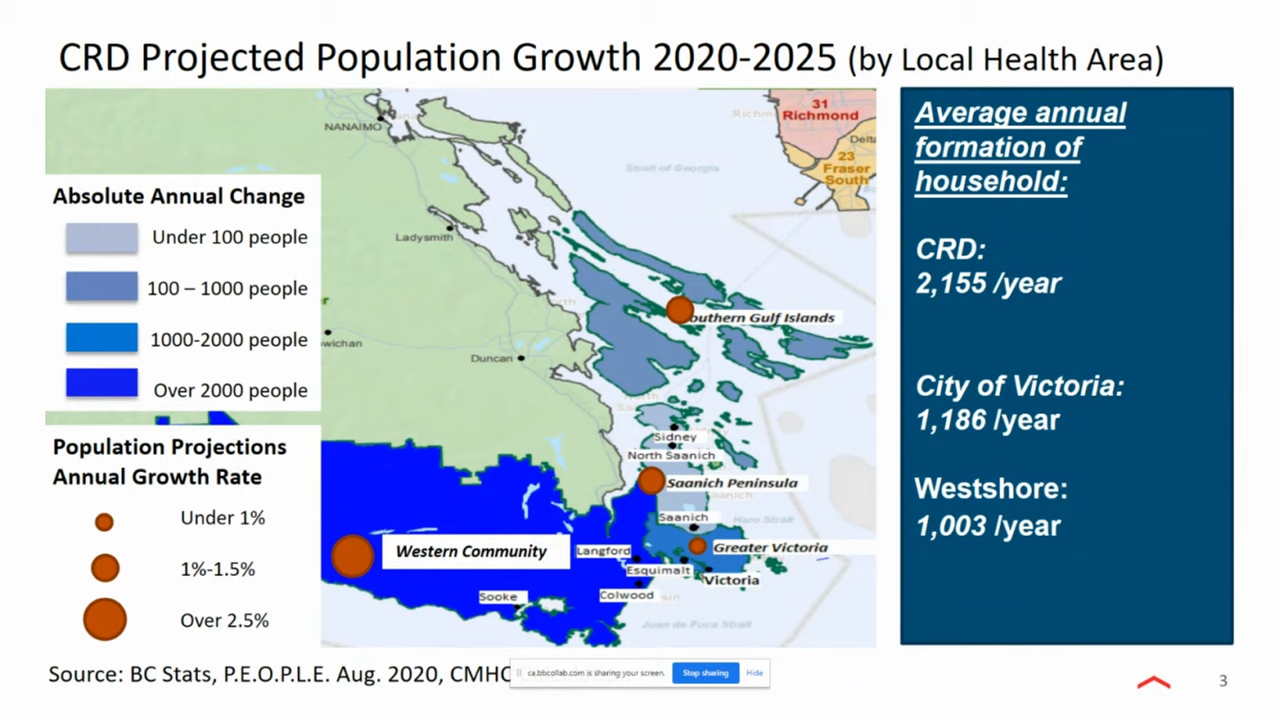 CRD Projected Population Growth 2020-2025 (by Local Health Area)
NANAIMO
Ladysmith
Duncan
Strait of Georgia
31
Richmond
23
Fraser
South
Absolute Annual Change
Under 100 people
100 – 1000 people
1000-2000 people
Over 2000 people
Population Projections
Annual Growth Rate
Under 1%
1%-1.5%
Over 2.5%
outhern Gulf Islands
Sidney
North Saanich
Saanich Peninsula
Saanich
Haro Strait
Greater Victoria
Langford
Esquimalt
Victoria
Western Community
Sooke
Colwood
Juan de Fuca Strait
Average annual
formation of
household:
CRD:
2,155 /year
City of Victoria:
1,186 /year
Westshore:
1,003 /year
Source: BC Stats, P.E.O.P.L.E. Aug. 2020, CMHC
ca.bbcollab.com is sharing your screen.
Stop sharing
Hide
3